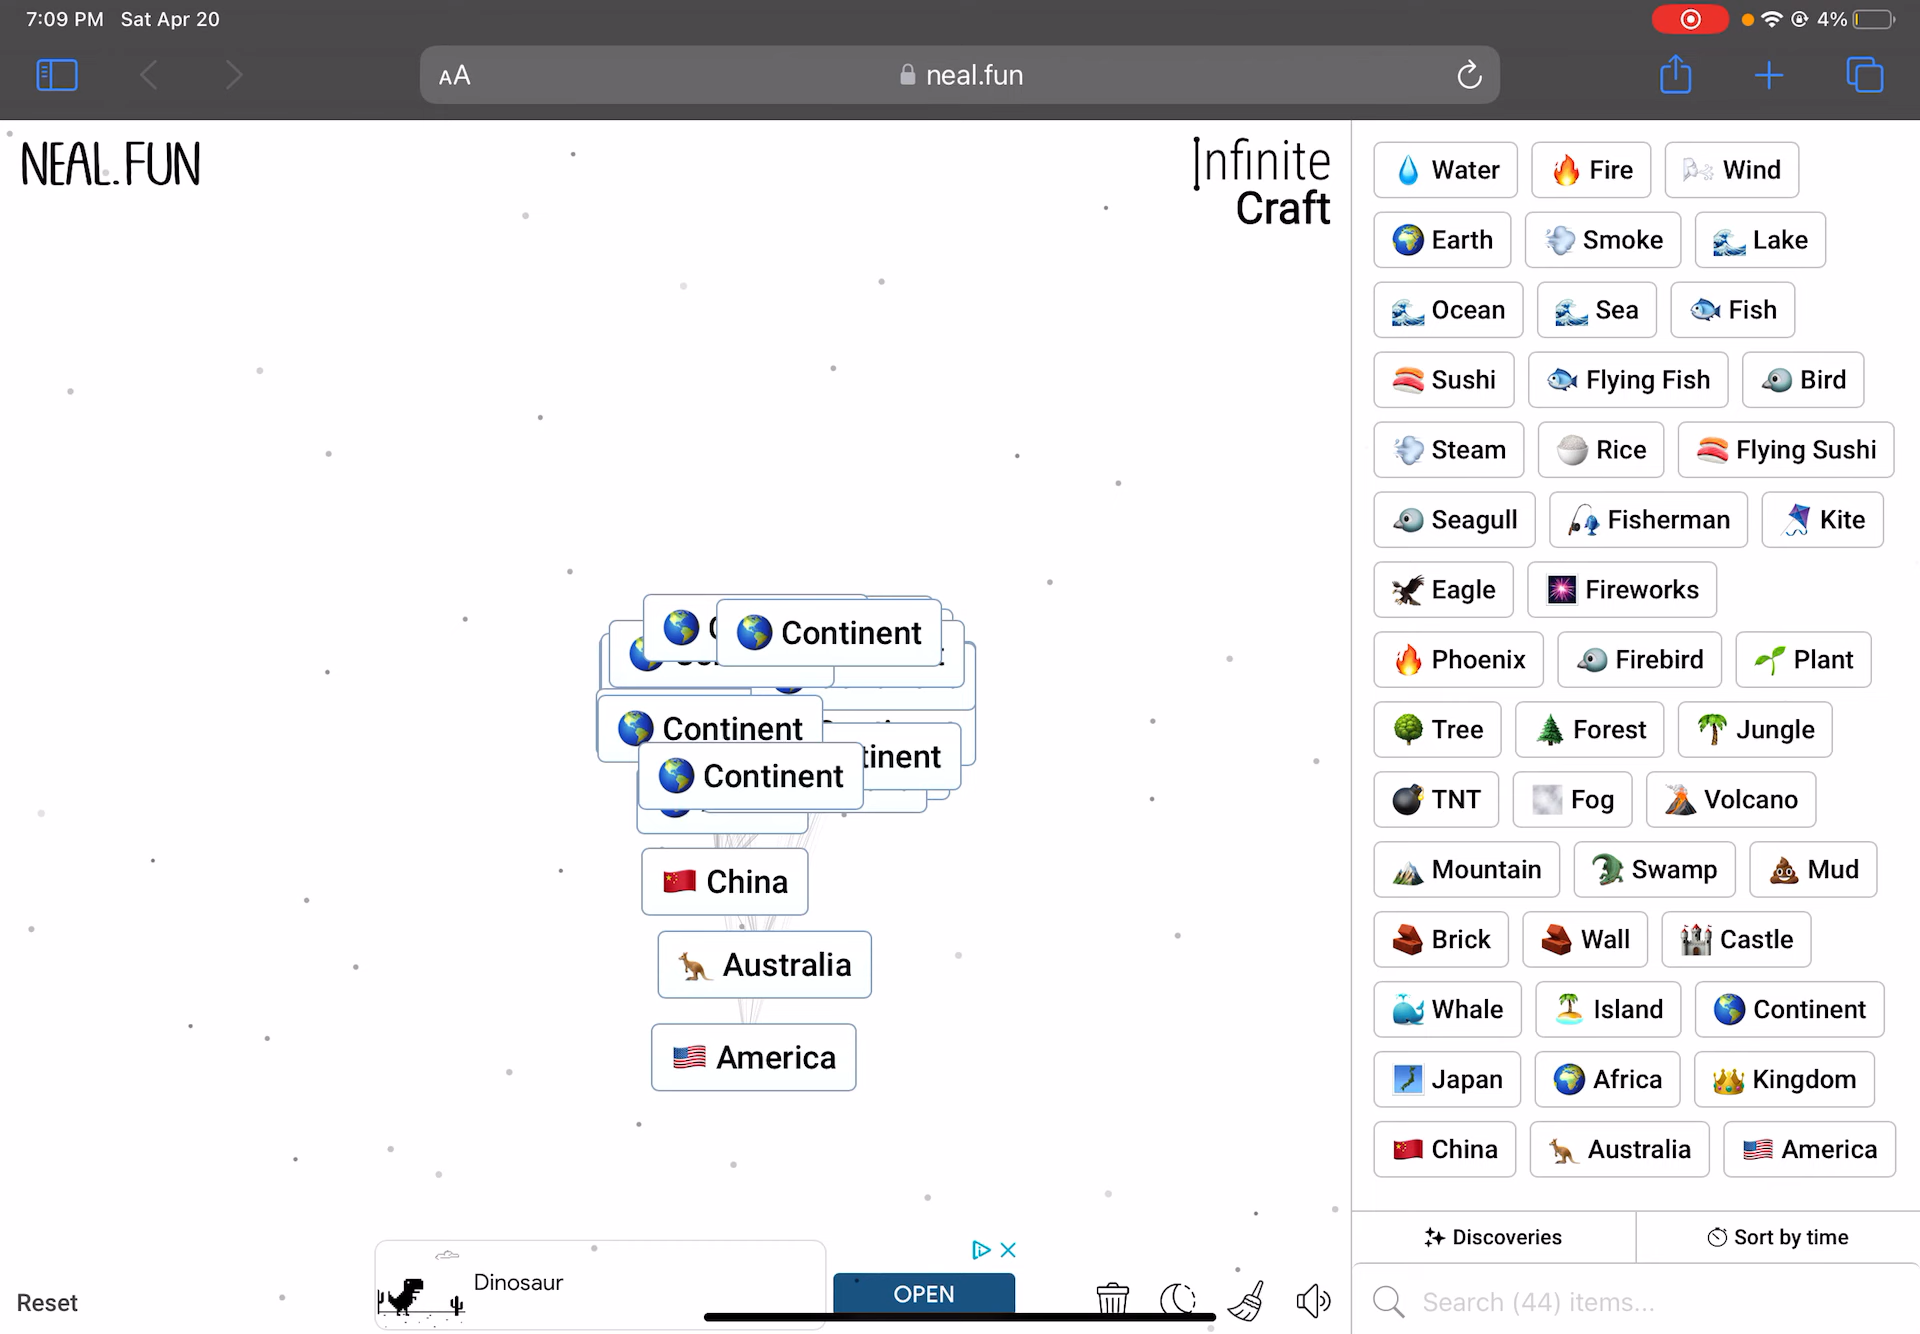 7:09 PM Sat Apr 20
4%
AA
neal.fun
NEAL.FUN
Infinite
Craft
Water
Fire
Wind
Earth
Smoke
Lake
Ocean
Sea
Fish
Sushi
Flying Fish
Bird
Steam
Rice
Flying Sushi
Seagull
Fisherman
Kite
Eagle
Fireworks
Phoenix
Firebird
Plant
Tree
Forest
Jungle
TNT
Fog
Volcano
Mountain
Swamp
Mud
Brick
Wall
Castle
Whale
Island
Continent
Japan
Africa
Kingdom
China
Australia
America
Continent
Continent
Continent
China
Australia
America
Discoveries
Sort by time
Search (44) items...
Reset
Dinosaur
OPEN